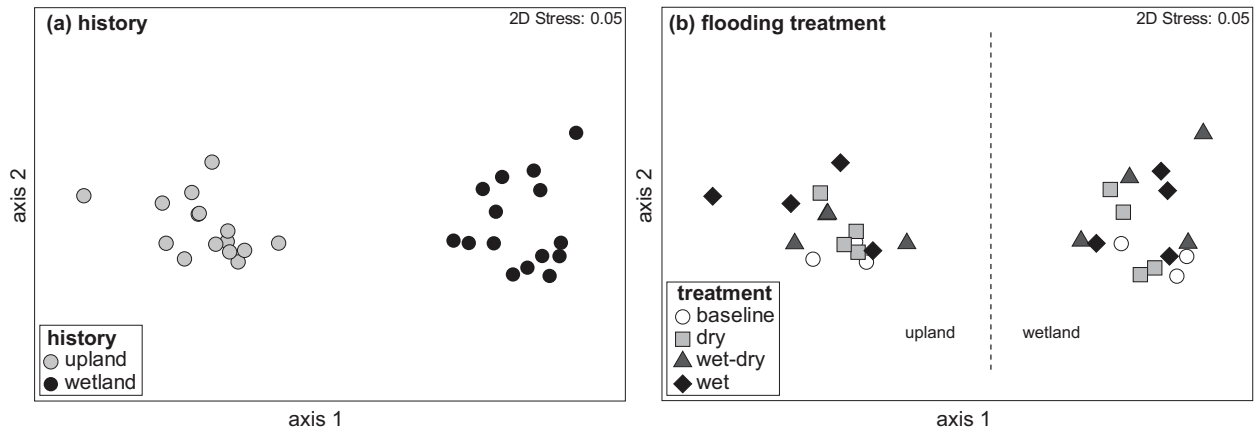 (a) history
2D Stress: 0.05
axis 2
history
upland
wetland
axis 1
(b) flooding treatment
2D Stress: 0.05
axis 2
treatment
baseline
dry
wet-dry
wet
upland
wetland
axis 1